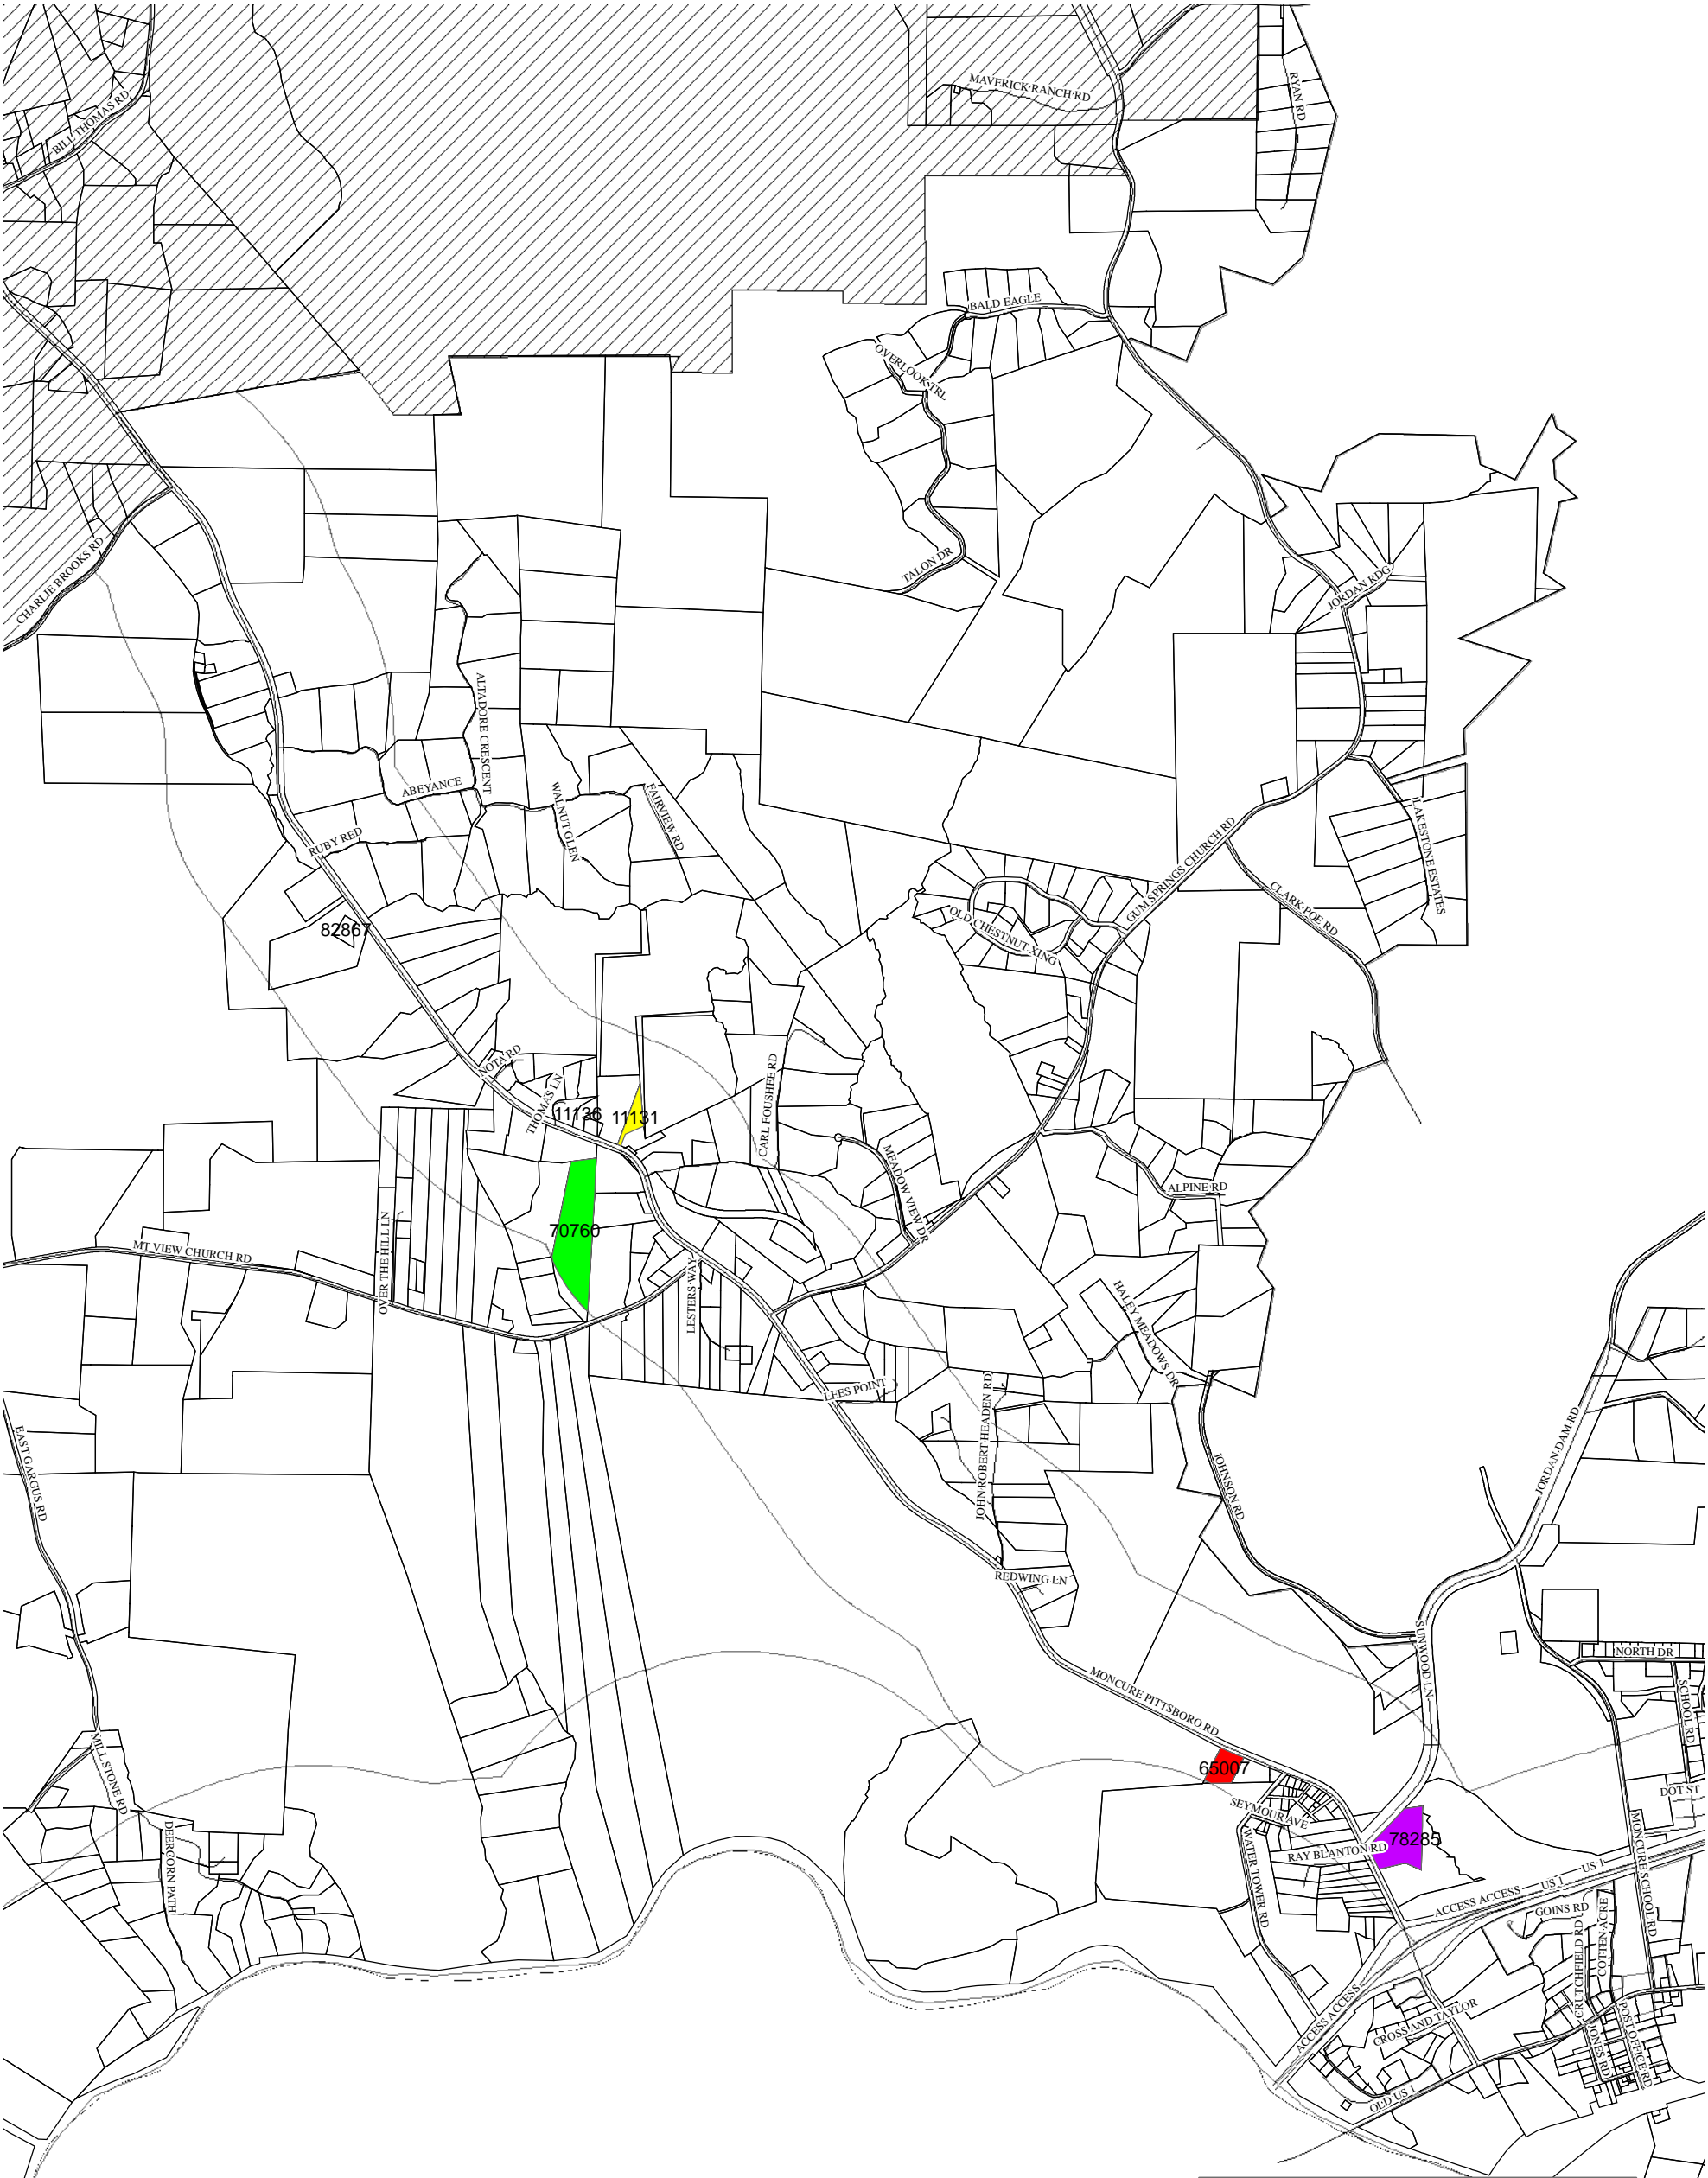 MAVERICK RANCH RD
RYAN RD
BILL THOMAS RD
BALD EAGLE
OVERLOOK TRL
CHARLIE BROOKS RD
TALON DR
JORDAN RDG
ALTADORE CRESCENT
ABEYANCE
WALNUT GLEN
FAIRVIEW RD
RUBY RED
LAKESTONE ESTATES
GUM SPRINGS CHURCH RD
CLARK POE RD
OLD CHESTNUT XING
82867
NOTA RD
THOMAS LN
11136
11131
CARL FOUSHEE RD
MEADOW VIEW DR
ALPINE RD
70760
OVER THE HILL LN
MT VIEW CHURCH RD
LESTERS WAY
HALEY MEADOWS DR
LEES POINT
JOHN ROBERT HEADEN RD
JORDAN DAM RD
EAST GARGUS RD
JOHNSON RD
REDWING LN
SUNWOOD LN
NORTH DR
SCHOOL RD
MONCURE PITTSBORO RD
MILL STONE RD
65007
DOT ST
SEYMOUR AVE
DEERCORN PATH
WATER TOWER RD
RAY BLANTON RD
78285
MONCURE SCHOOL RD
US 1
ACCESS ACCESS
US 1
GOINS RD
COTTEN ACRE
CRUTCHFIELD RD
ACCESS ACCESS
CROSS AND TAYLOR
JONES RD
POST OFFICE RD
OLD US 1